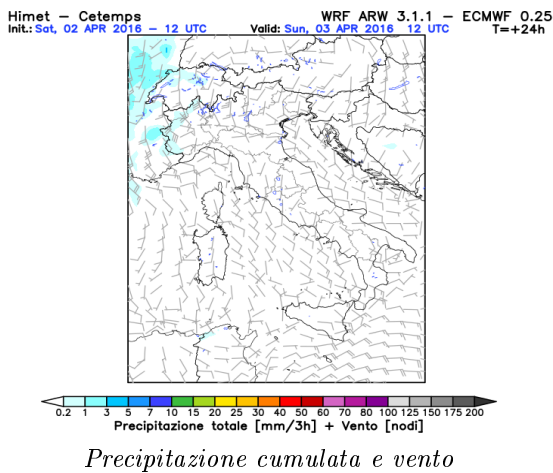 Himet – Cetemps WRF ARW 3.1.1 – ECMWF 0.25
Init.: Sat, 02 APR 2016 – 12 UTC Valid: Sun, 03 APR 2016 12 UTC T=+24h
0.2 1 3 5 7 10 15 20 25 30 40 50 60 70 80 100 125 150 175 200
Precipitazione totale [mm/3h] + Vento [nodi]
Precipitazione cumulata e vento